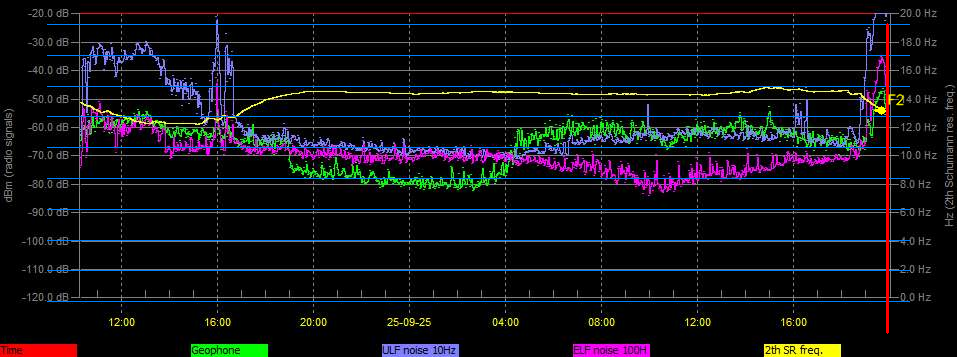 -20.0 dB
-30.0 dB
-40.0 dB
-50.0 dB
-60.0 dB
-70.0 dB
-80.0 dB
-90.0 dB
-100.0 dB
-110.0 dB
-120.0 dB
dBm (radio signals)
20.0 Hz
18.0 Hz
16.0 Hz
14.0 Hz
12.0 Hz
10.0 Hz
8.0 Hz
6.0 Hz
4.0 Hz
2.0 Hz
0.0 Hz
Hz (2th Schumann res. freq.)
F2
12:00 16:00 20:00 25-09-25 04:00 08:00 12:00 16:00
Time Geophone ULF noise 10Hz ELF noise 100H 2th SR freq.